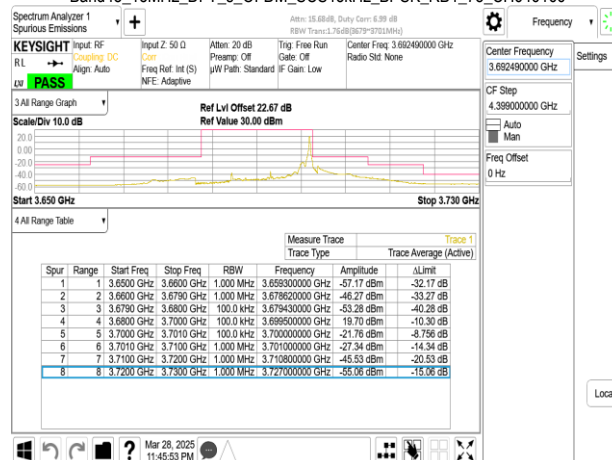 Spectrum Analyzer 1
Spurious Emissions
Attn: 15.68dB, Duty Corr: 6.99 dB
RBW Trans:1.76dB(3679~3701MHz)
Frequency
KEYSIGHT
RL
PASS
Input: RF
Coupling: DC
Align: Auto
Input Z: 50 Ω
Corr
Freq Ref: Int (S)
NFE: Adaptive
Atten: 20 dB
Preamp: Off
µW Path: Standard
Trig: Free Run
Gate: Off
IF Gain: Low
Center Freq: 3.692490000 GHz
Radio Std: None
Center Frequency
3.692490000 GHz
Settings
CF Step
4.399000000 GHz
Auto
Man
Freq Offset
0 Hz
3 All Range Graph
Scale/Div 10.0 dB
Ref Lvl Offset 22.67 dB
Ref Value 30.00 dBm
20.0
0.00
-20.0
-40.0
-60.0
Start 3.650 GHz
Stop 3.730 GHz
4 All Range Table
Measure Trace Trace 1
Trace Type Trace Average (Active)
Spur Range Start Freq Stop Freq RBW Frequency Amplitude ΔLimit
1 1 3.6500 GHz 3.6600 GHz 1.000 MHz 3.659300000 GHz -57.17 dBm -32.17 dB
2 2 3.6600 GHz 3.6790 GHz 1.000 MHz 3.678620000 GHz -46.27 dBm -33.27 dB
3 3 3.6790 GHz 3.6800 GHz 100.0 kHz 3.679430000 GHz -53.28 dBm -40.28 dB
4 4 3.6800 GHz 3.7000 GHz 100.0 kHz 3.699500000 GHz 19.70 dBm -10.30 dB
5 5 3.7000 GHz 3.7010 GHz 100.0 kHz 3.700000000 GHz -21.76 dBm -8.756 dB
6 6 3.7010 GHz 3.7100 GHz 1.000 MHz 3.701000000 GHz -27.34 dBm -14.34 dB
7 7 3.7100 GHz 3.7200 GHz 1.000 MHz 3.710800000 GHz -45.53 dBm -20.53 dB
8 8 3.7200 GHz 3.7300 GHz 1.000 MHz 3.727000000 GHz -55.06 dBm -15.06 dB
Loca
Mar 28, 2025
11:45:53 PM